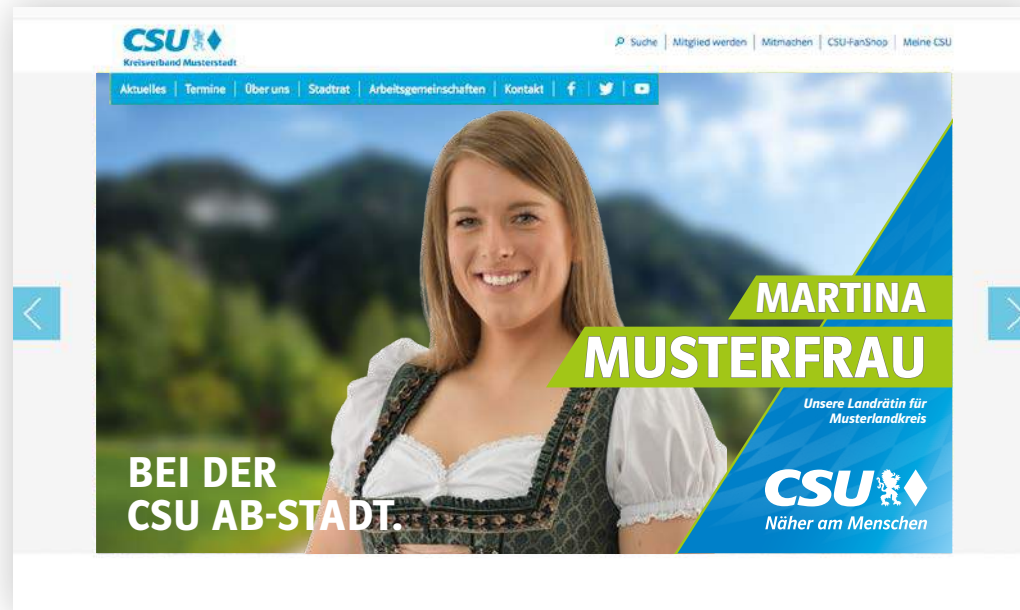 CSU
Kreisverband Musterstadt
Suche | Mitglied werden | Mitmachen | CSU-FanShop | Meine CSU
Aktuelles | Termine | Über uns | Stadtrat | Arbeitsgemeinschaften | Kontakt
MARTINA
MUSTERFRAU
Unsere Landrätin für
Musterlandkreis
BEI DER
CSU AB-STADT.
CSU
Näher am Menschen